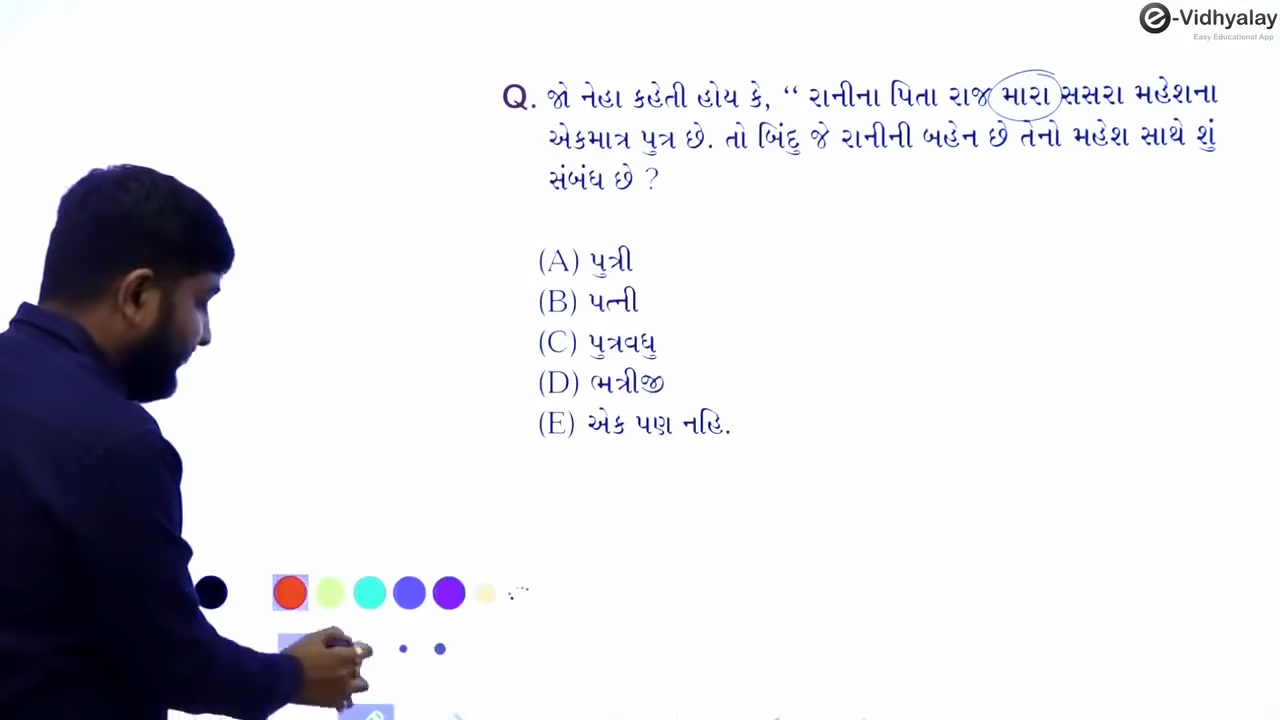 e-Vidhyalay
Easy Educational App
Q. જો નેહા કહેતી હોય કે, “ રાનીના પિતા રાજ મારા સસરા મહેશના
એકમાત્ર પુત્ર છે. તો બિંદુ જે રાનીની બહેન છે તેનો મહેશ સાથે શું
સંબંધ છે ?
(A) પુત્રી
(B) પત્ની
(C) પુત્રવધુ
(D) ભત્રીજી
(E) એક પણ નહિ.